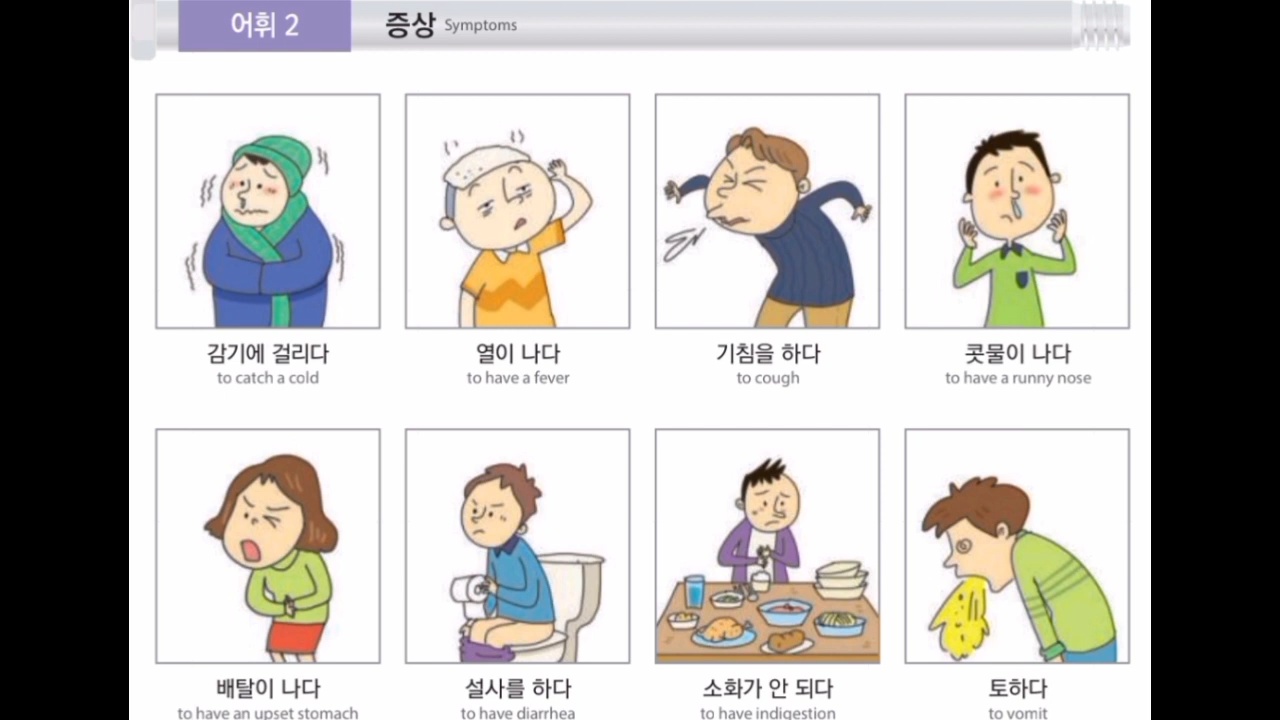 어휘 2
증상 Symptoms
감기에 걸리다
to catch a cold
열이 나다
to have a fever
기침을 하다
to cough
콧물이 나다
to have a runny nose
배탈이 나다
to have an upset stomach
설사를 하다
to have diarrhea
소화가 안 되다
to have indigestion
토하다
to vomit